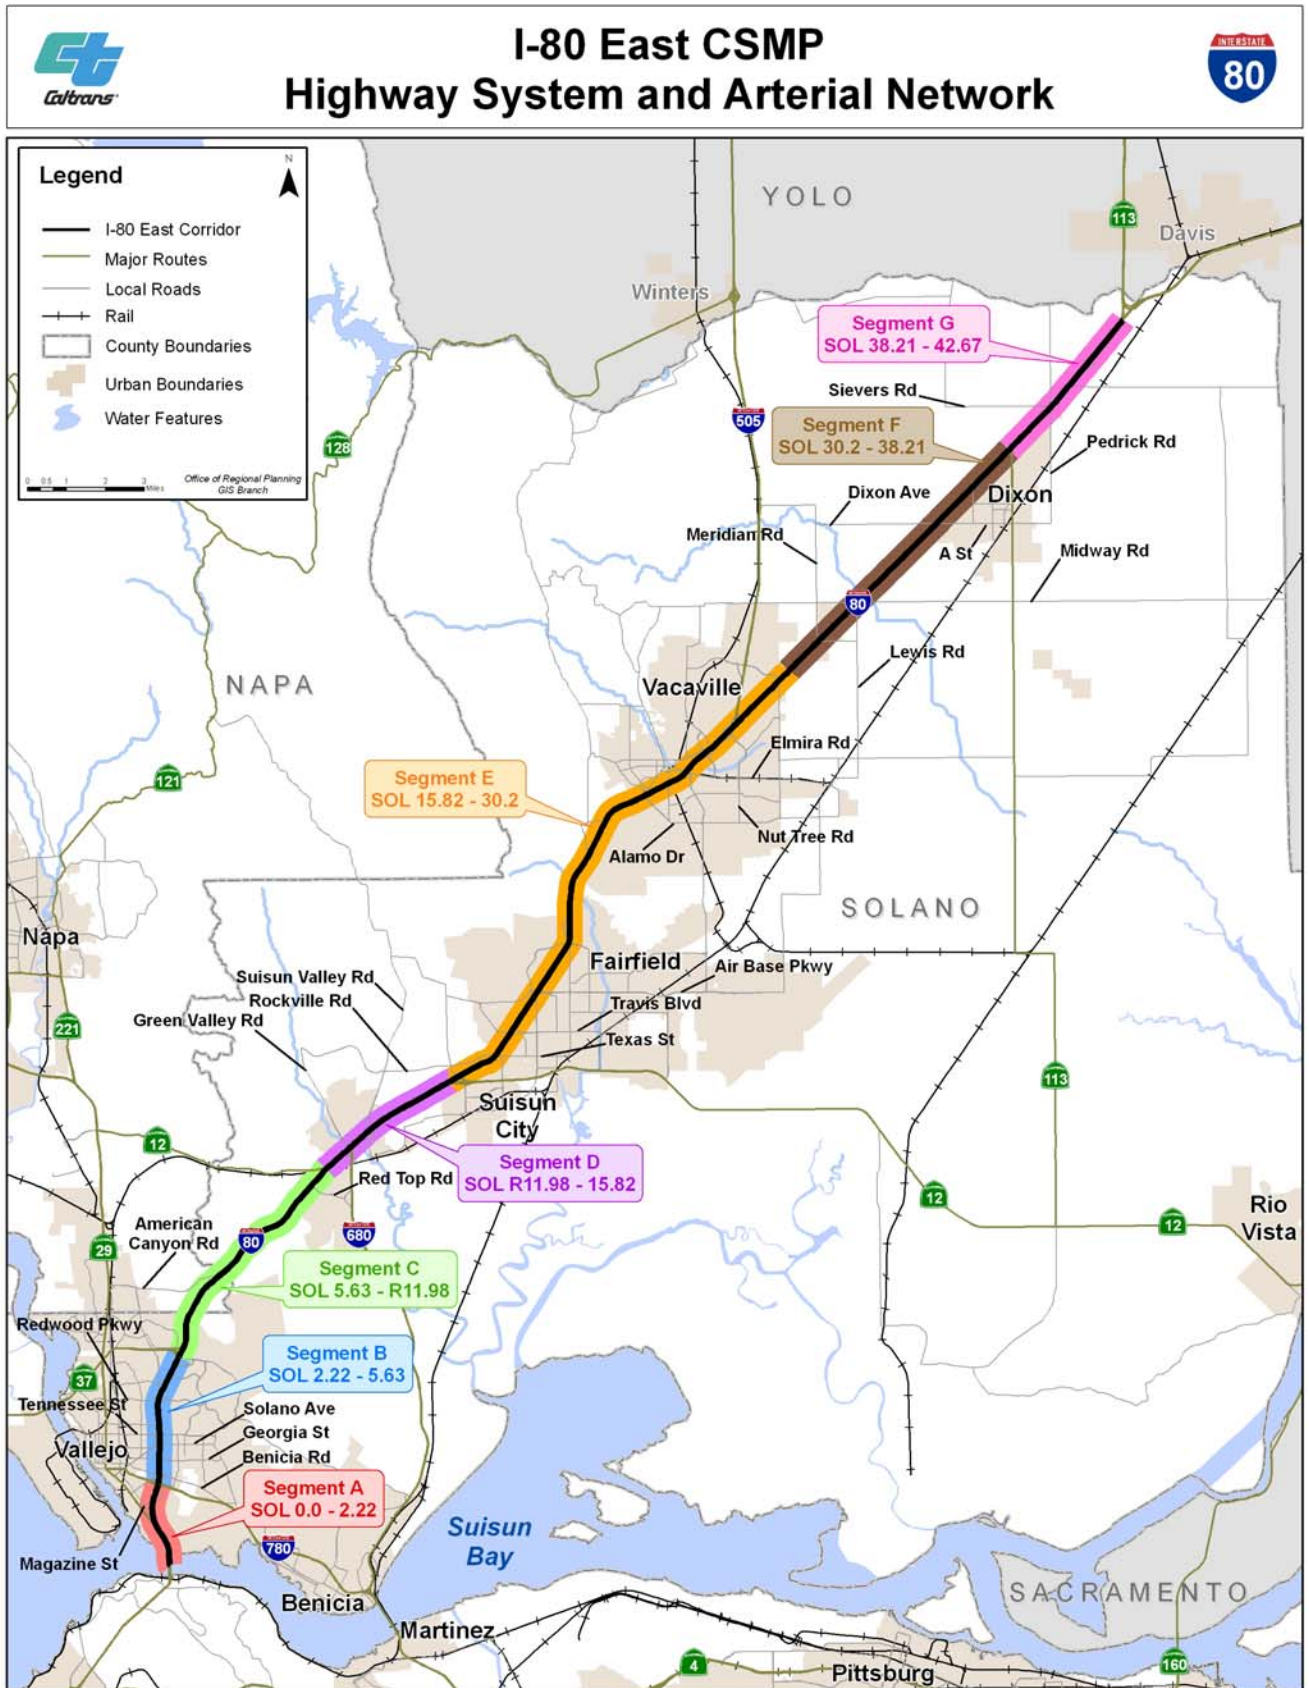 I-80 East CSMP
Highway System and Arterial Network
Caltrans
INTERSTATE
80
Legend
N
I-80 East Corridor
Major Routes
Local Roads
Rail
County Boundaries
Urban Boundaries
Water Features
0 0.5 1 2 3
Miles
Office of Regional Planning
GIS Branch
YOLO
113
Davis
Winters
Segment G
SOL 38.21 - 42.67
Sievers Rd
505
128
Segment F
SOL 30.2 - 38.21
Pedrick Rd
Dixon Ave
Dixon
Meridian Rd
A St
Midway Rd
80
Lewis Rd
NAPA
Vacaville
Elmira Rd
121
Segment E
SOL 15.82 - 30.2
Nut Tree Rd
Alamo Dr
SOLANO
Napa
Fairfield
Air Base Pkwy
Suisun Valley Rd
Rockville Rd
Travis Blvd
Green Valley Rd
221
Texas St
113
Suisun
City
12
Segment D
SOL R11.98 - 15.82
Red Top Rd
12
Rio
Vista
12
American
Canyon Rd
80
680
29
Segment C
SOL 5.63 - R11.98
Redwood Pkwy
Segment B
SOL 2.22 - 5.63
37
Tennessee St
Solano Ave
Georgia St
Vallejo
Benicia Rd
Segment A
SOL 0.0 - 2.22
Suisun
Bay
780
Magazine St
Benicia
SACRAMENTO
Martinez
4
Pittsburg
160